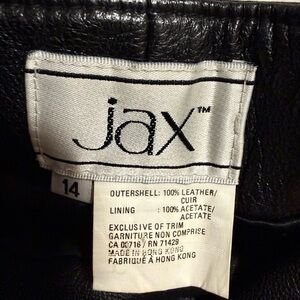 jax™
14
OUTERSHELL: 100% LEATHER/
CUIR
LINING : 100% ACETATE/
ACETATE
EXCLUSIVE OF TRIM
GARNITURE NON COMPRISE
CA 00716 / RN 71429
MADE IN HONG KONG
FABRIQUÉ À HONG KONG